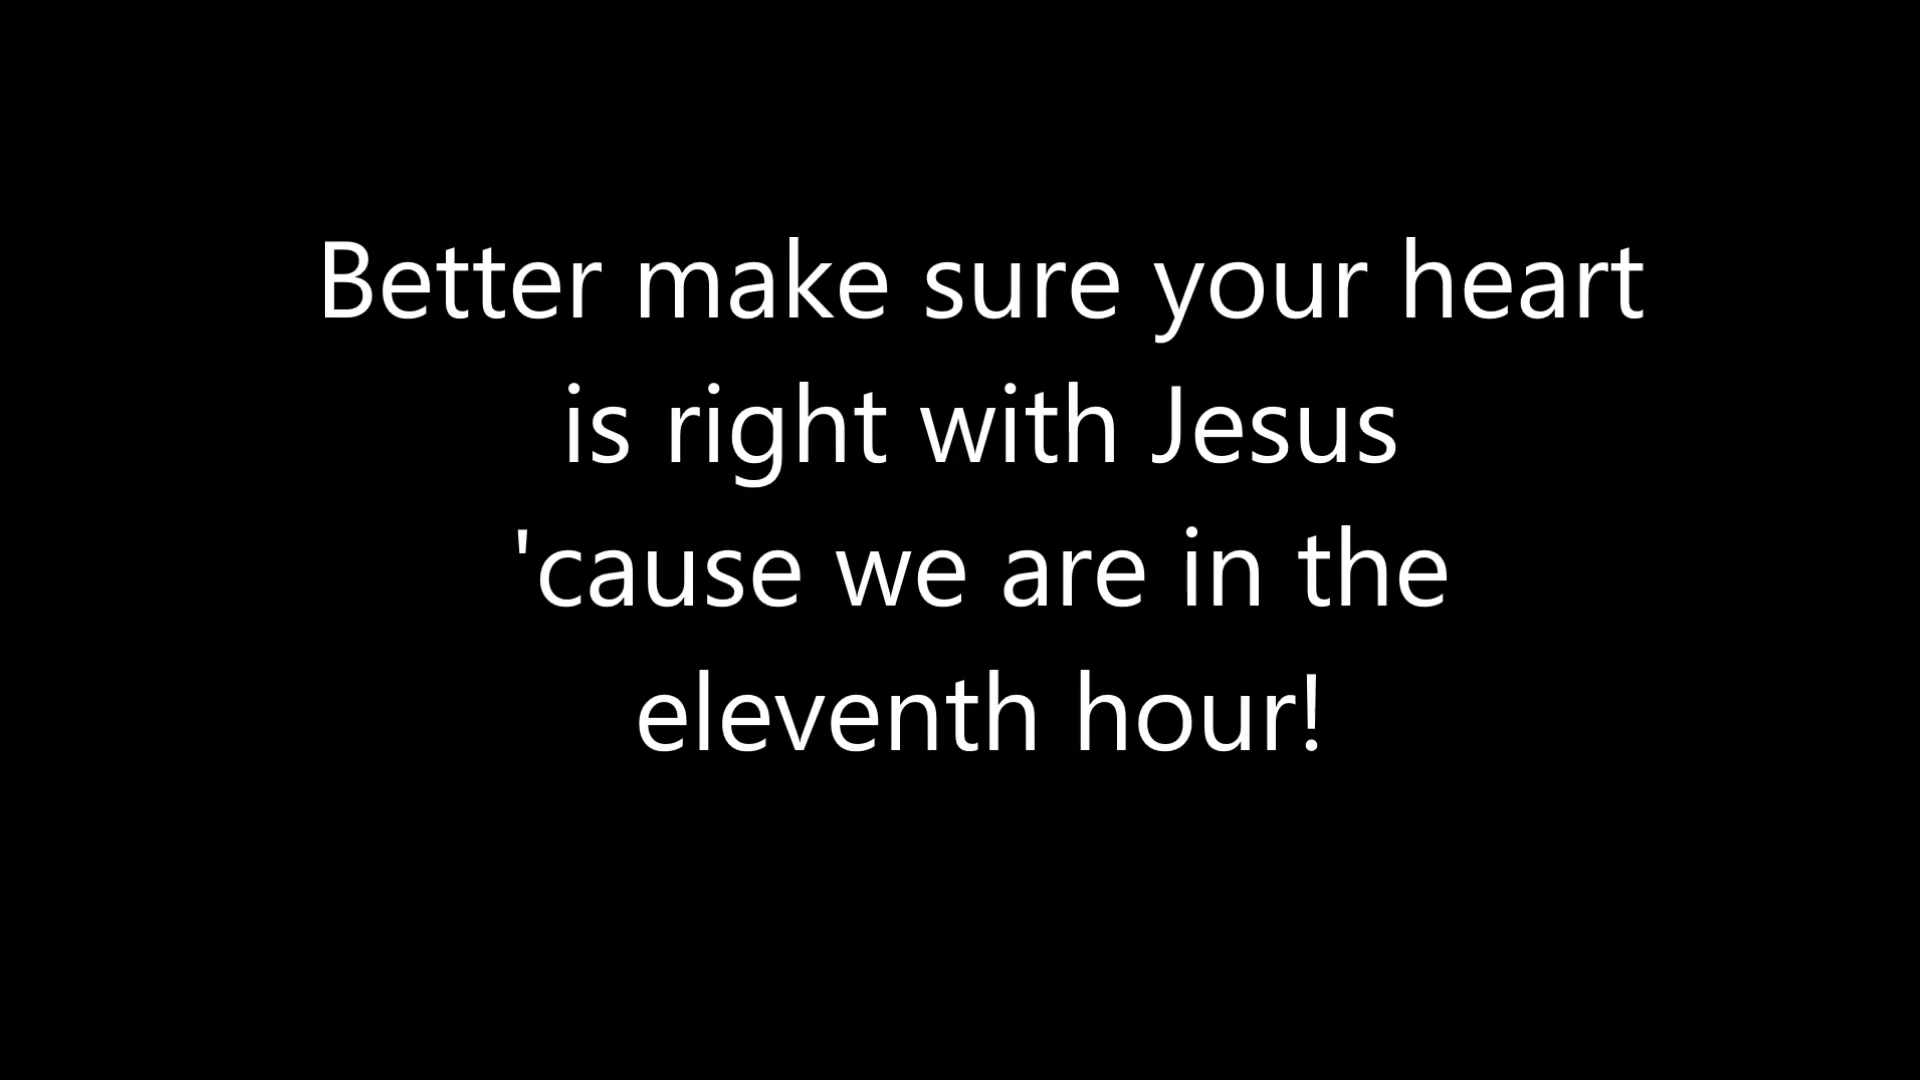 Better make sure your heart
is right with Jesus
'cause we are in the
eleventh hour!